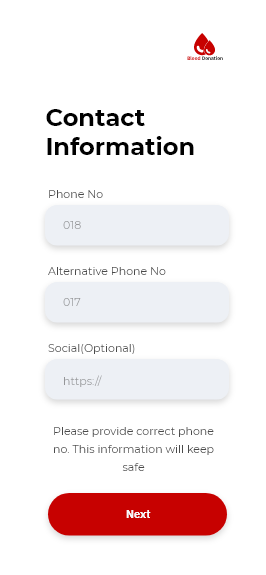 Blood Donation
Contact
Information
Phone No
018
Alternative Phone No
017
Social(Optional)
https://
Please provide correct phone
no. This information will keep
safe
Next